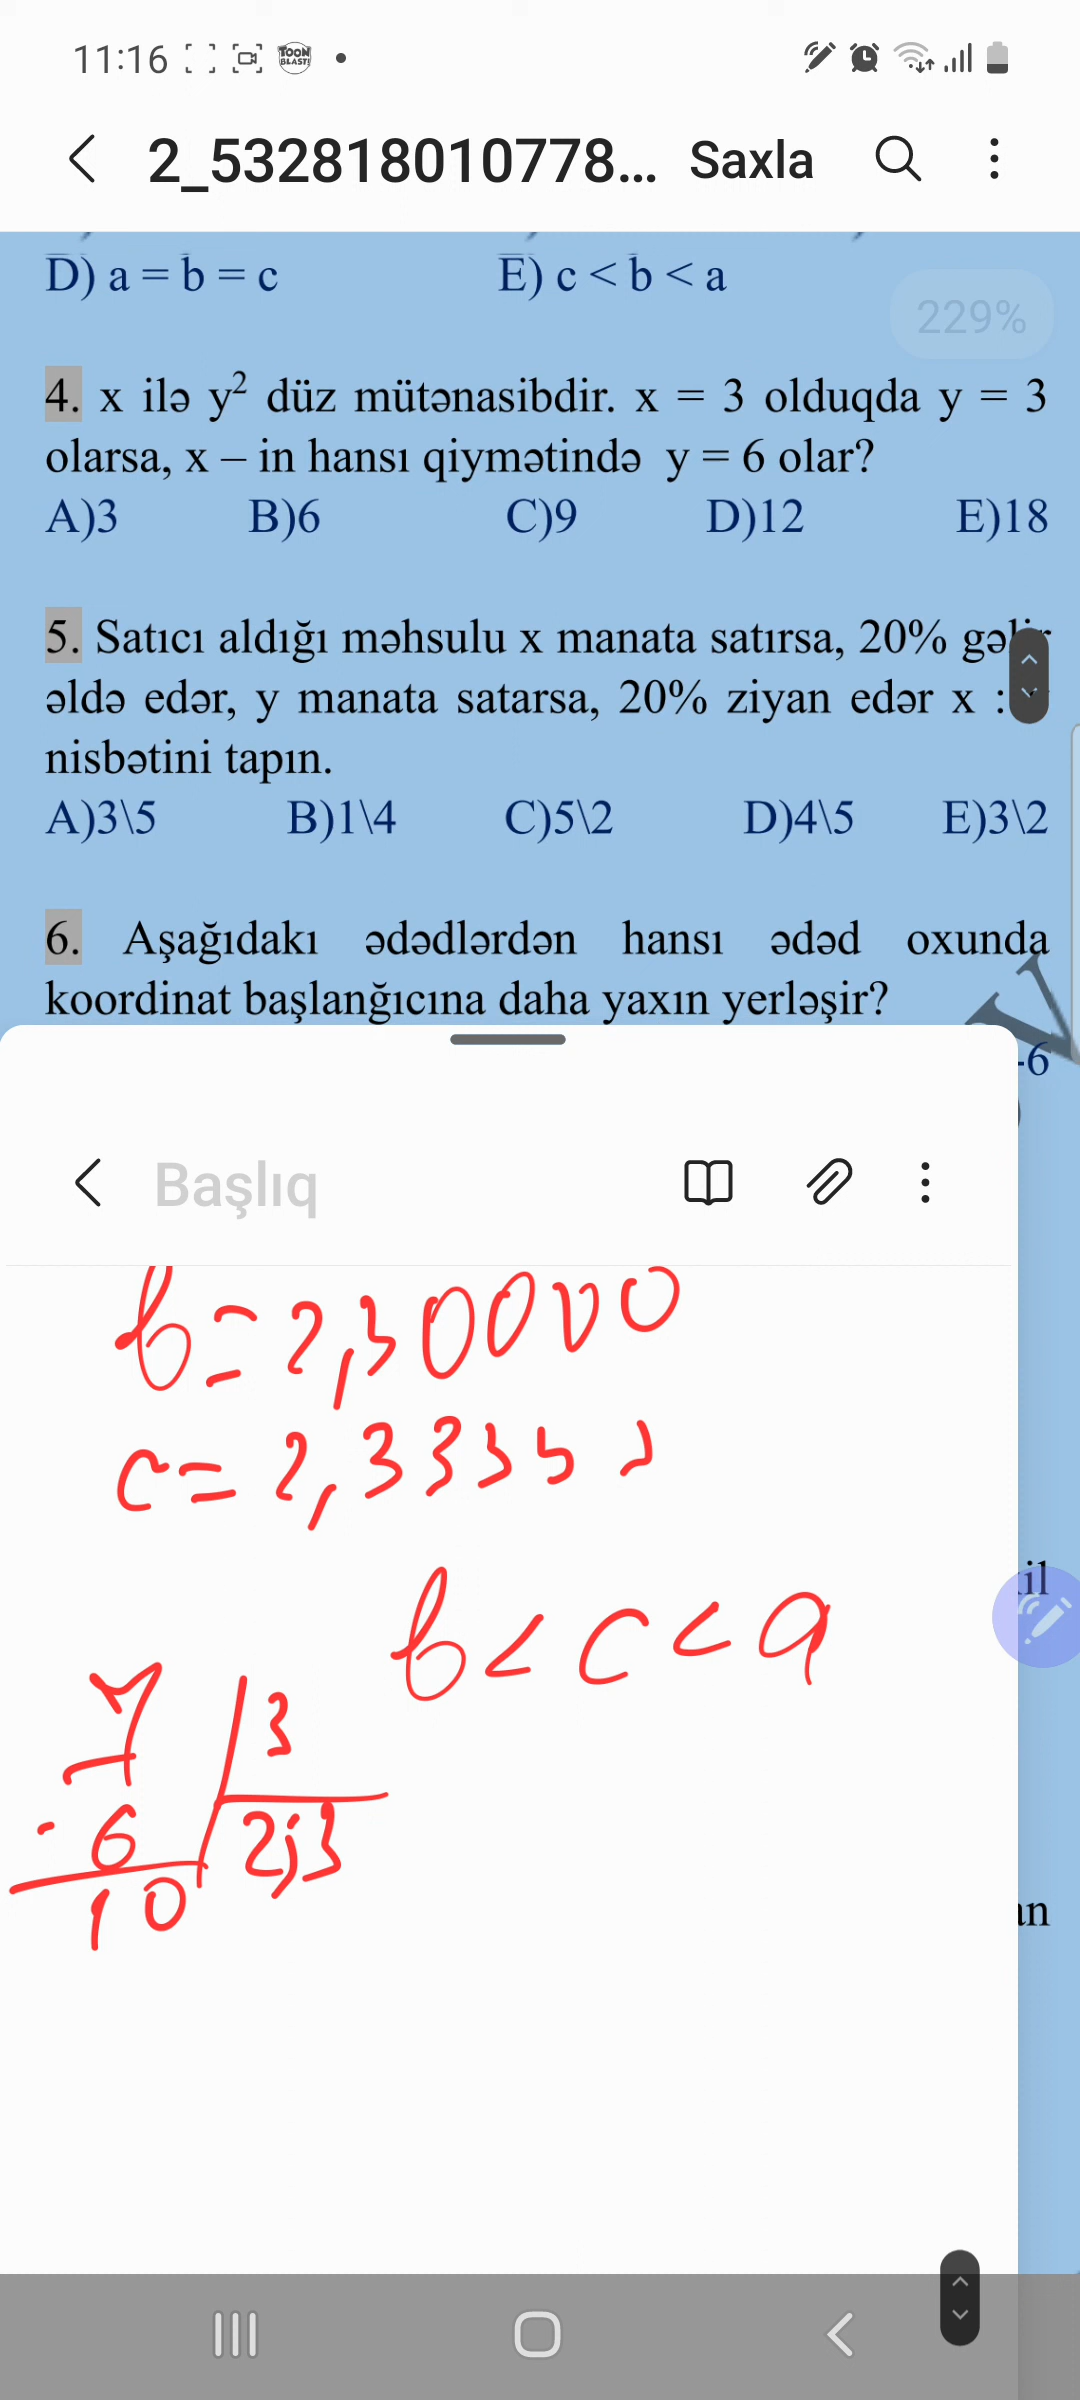 11:16 TOON BLAST!
2_532818010778... Saxla
D) a = b = c E) c < b < a
229%
4. x ilə y² düz mütənasibdir. x = 3 olduqda y = 3
olarsa, x – in hansı qiymətində y = 6 olar?
A)3 B)6 C)9 D)12 E)18
5. Satıcı aldığı məhsulu x manata satırsa, 20%
əldə edər, y manata satarsa, 20% ziyan edər x :
nisbətini tapın.
A)3\5 B)1\4 C)5\2 D)4\5 E)3\2
6. Aşağıdakı ədədlərdən hansı ədəd oxunda
koordinat başlanğıcına daha yaxın yerləşir?
-6
Başlıq
b = 2,30000
c = 2,3333
b < c < a
7 3
- 6 2,3
10